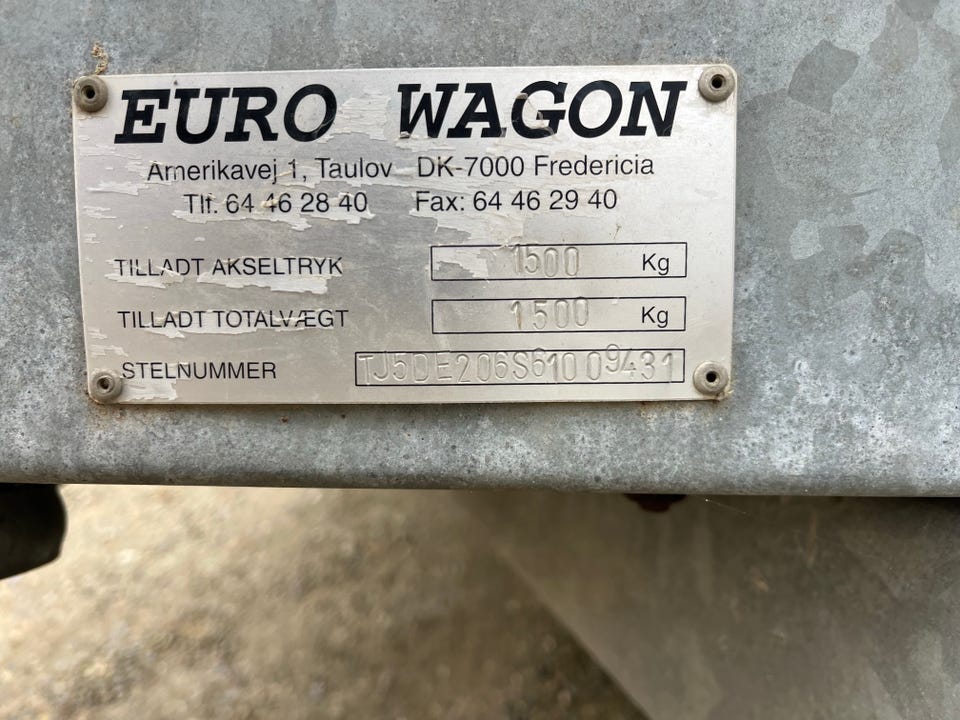 EURO WAGON
Amerikavej 1, Taulov DK-7000 Fredericia
Tlf. 64 46 28 40 Fax: 64 46 29 40
TILLADT AKSELTRYK 1500 Kg
TILLADT TOTALVÆGT 1500 Kg
STELNUMMER TJ5DE206S61009431